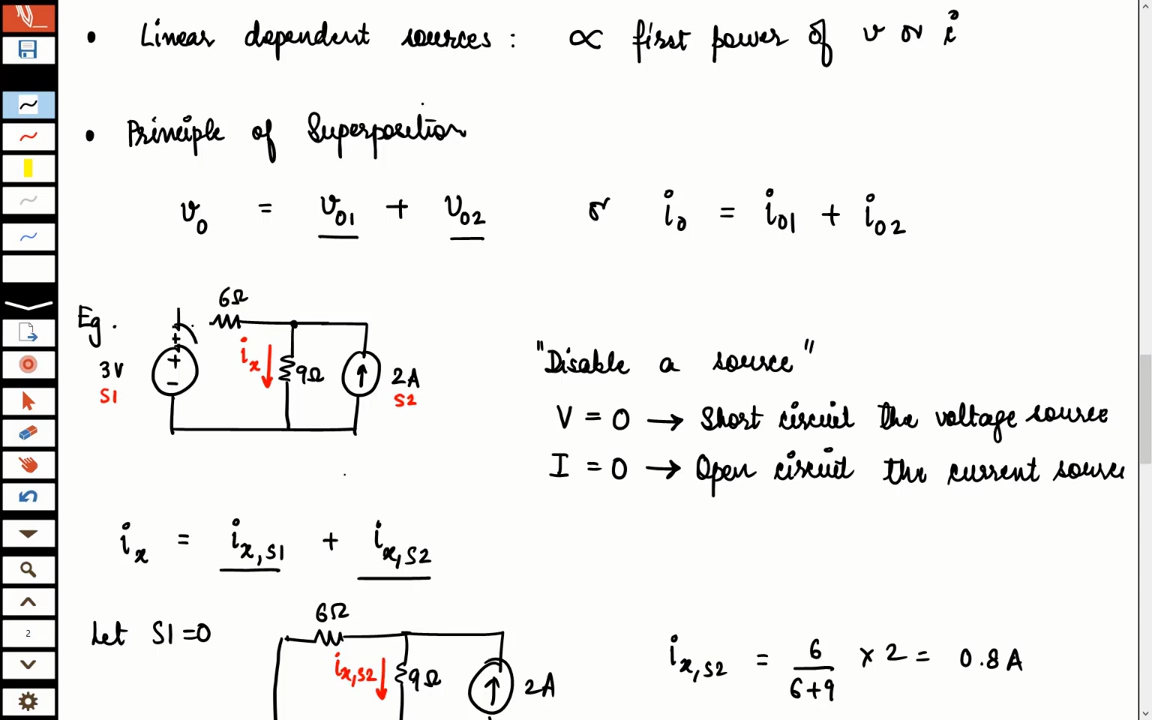 • Linear dependent sources : ∝ first power of v or i
• Principle of Superposition
v0 = v01 + v02 or i0 = i01 + i02
Eg.
6Ω
3V
S1
+
-
ix
9Ω
2A
S2
"Disable a source"
V = 0 → Short circuit the voltage source
I = 0 → Open circuit the current source
ix = ix,S1 + ix,S2
Let S1=0
6Ω
ix,S2
9Ω
2A
ix,S2 = 6/(6+9) × 2 = 0.8A
2